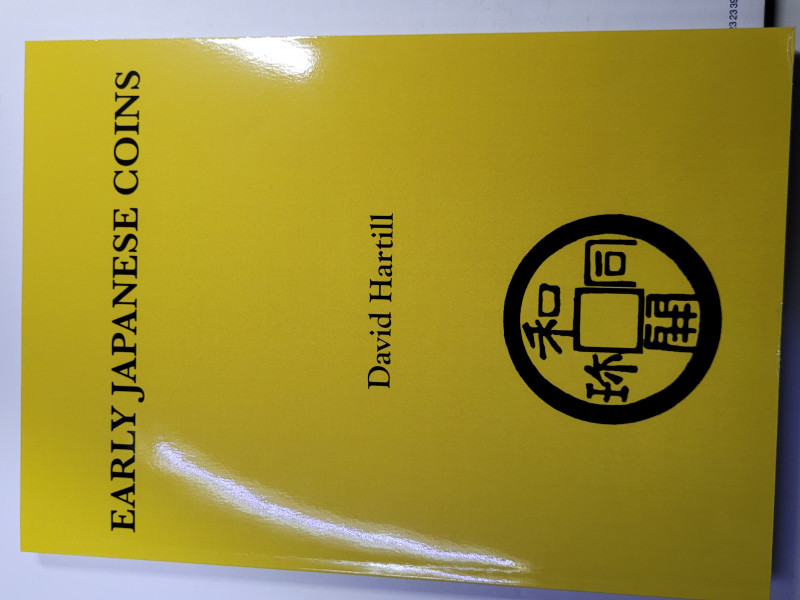 EARLY JAPANESE COINS
David Hartill
和同開珎